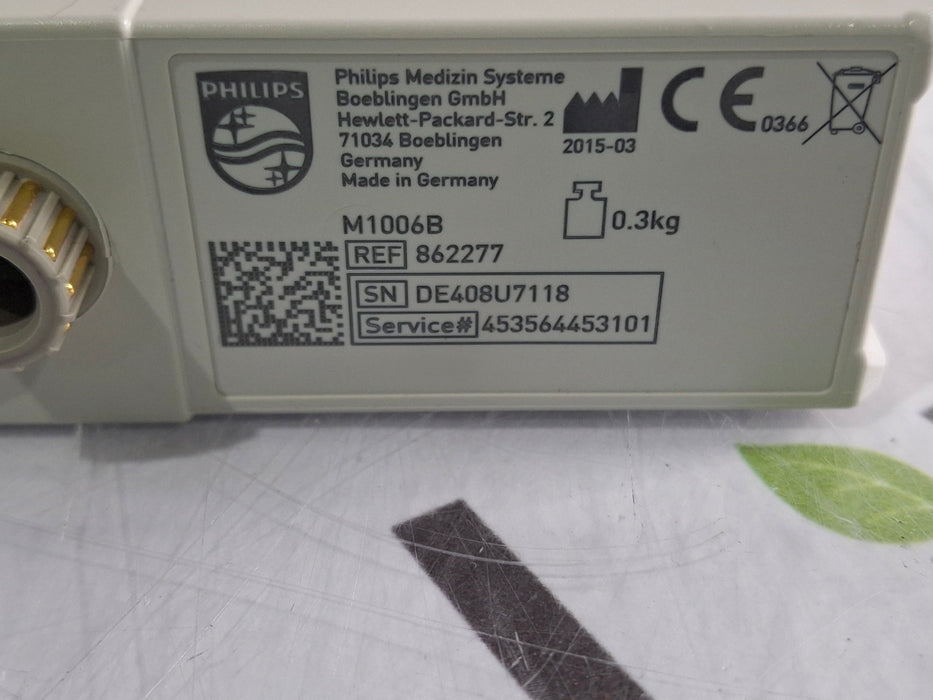 PHILIPS
Philips Medizin Systeme
Boeblingen GmbH
Hewlett-Packard-Str. 2
71034 Boeblingen
Germany
Made in Germany
2015-03
CE 0366
0.3kg
M1006B
REF 862277
SN DE408U7118
Service# 453564453101